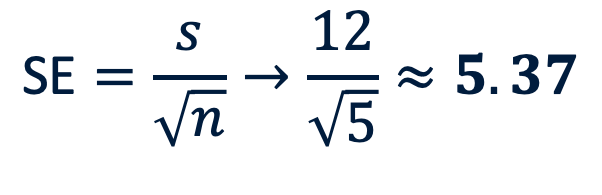 SE = s/√n → 12/√5 ≈ 5.37